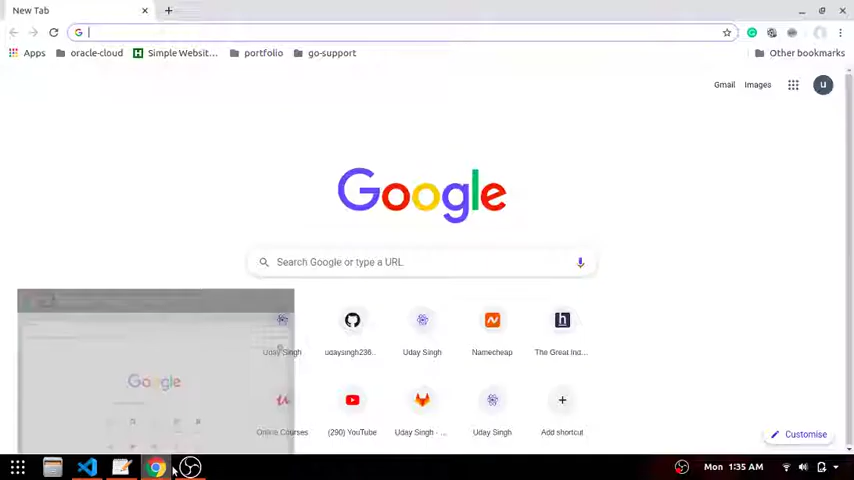 New Tab
Apps oracle-cloud Simple Websit... portfolio go-support Other bookmarks
Gmail Images
u
Google
Search Google or type a URL
Uday Singh udaysingh236.. Uday Singh Namecheap The Great Ind...
Online Courses (290) YouTube Uday Singh - ... Uday Singh Add shortcut
Google
Customise
Mon 1:35 AM